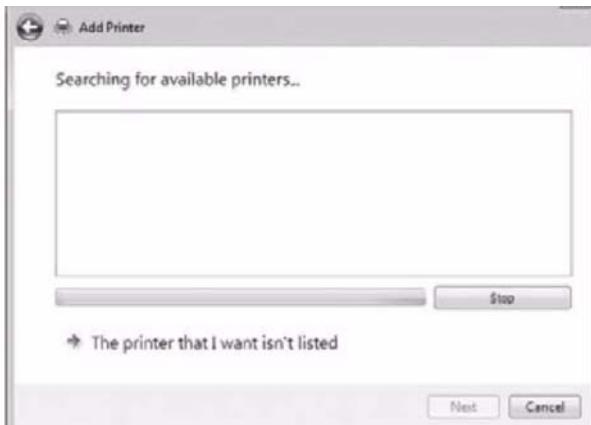 Add Printer
Searching for available printers...
Stop
The printer that I want isn't listed
Next
Cancel